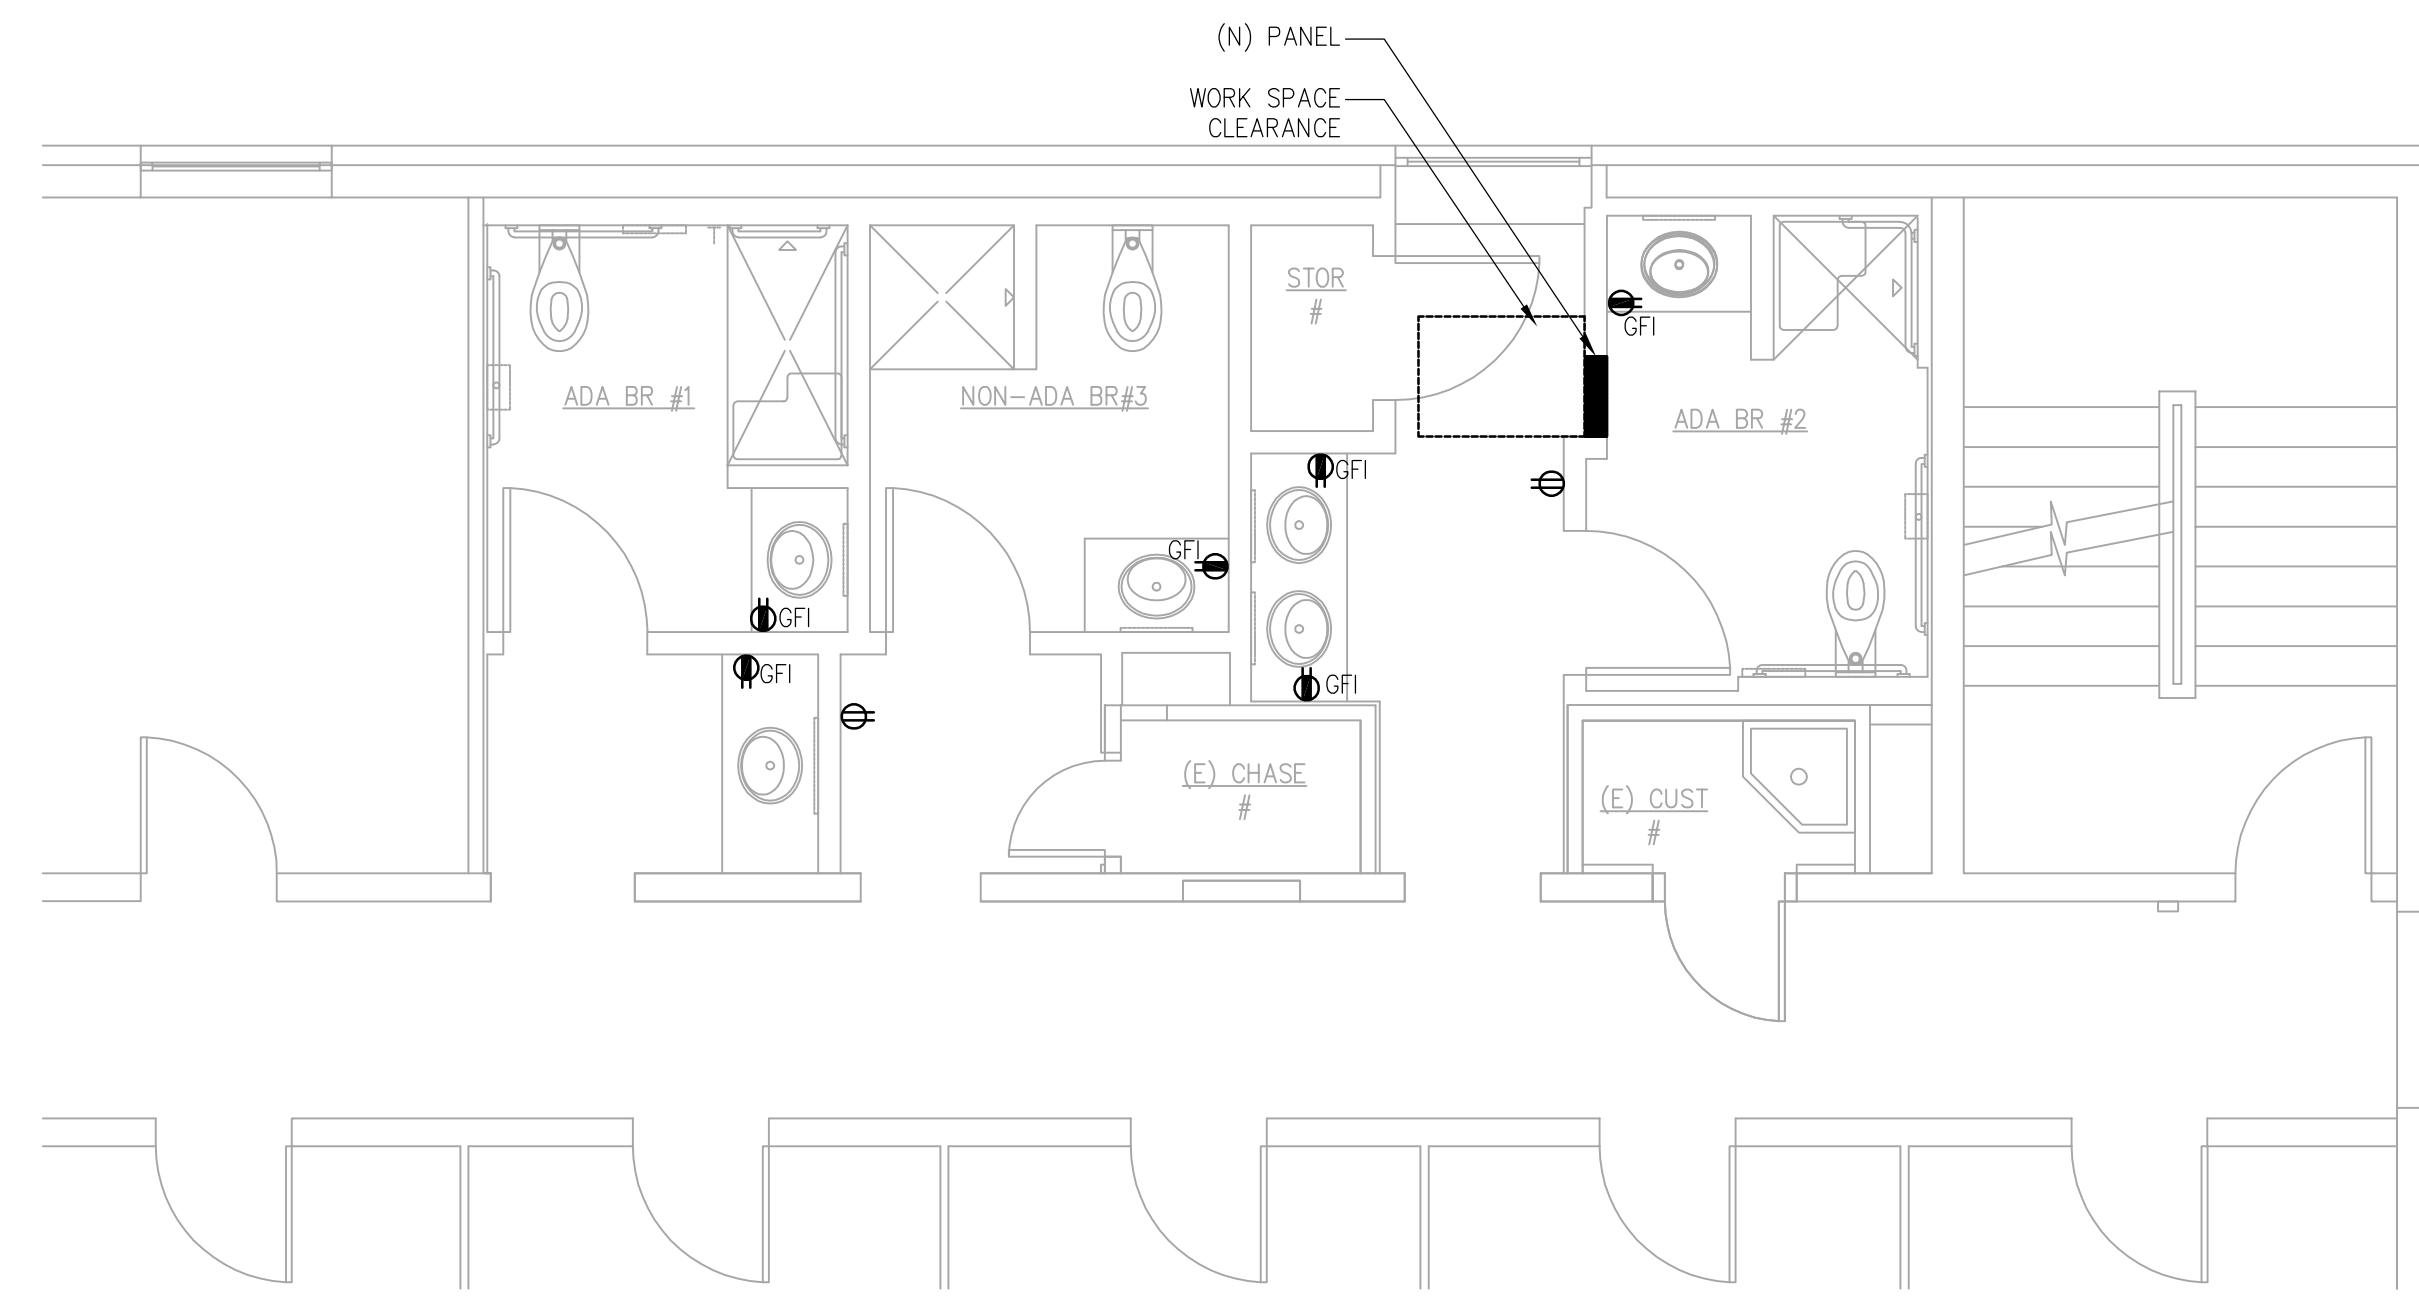 (N) PANEL
WORK SPACE
CLEARANCE
STOR
#
GFI
ADA BR #1
NON-ADA BR#3
ADA BR #2
GFI
GFI
GFI
GFI
GFI
(E) CHASE
#
(E) CUST
#